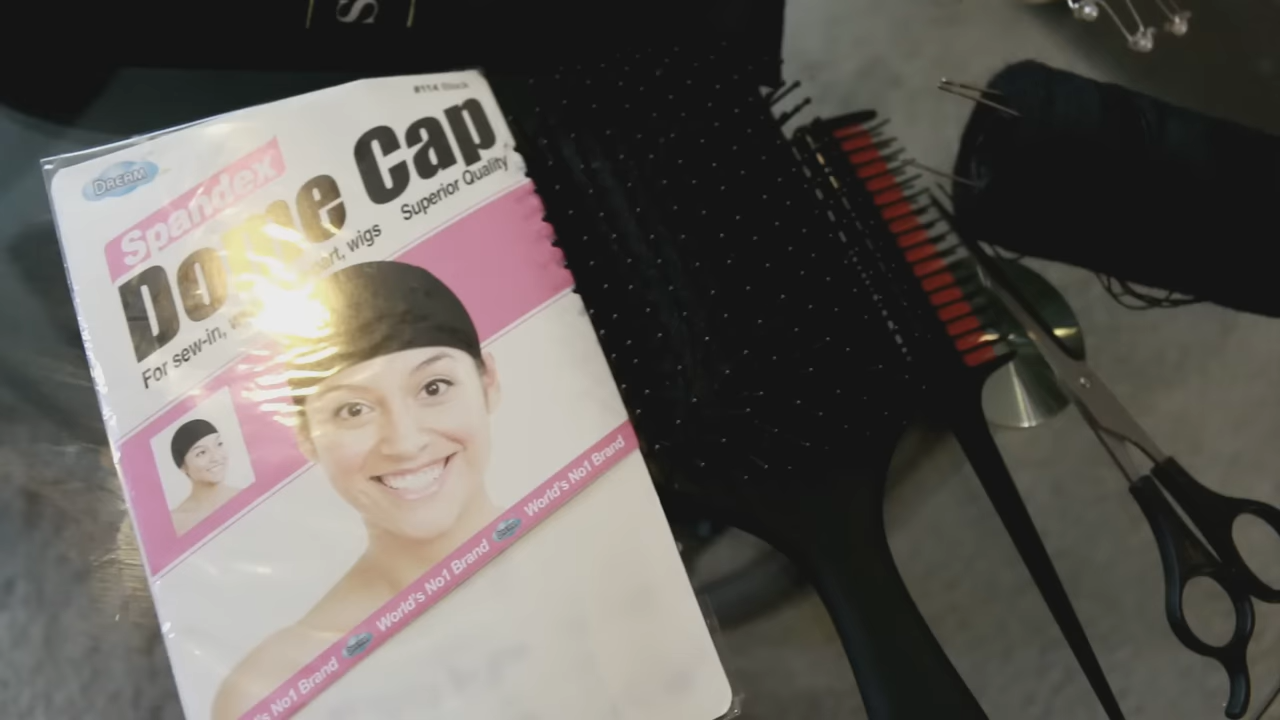 S
#114 Black
DREAM
Spandex
Dome Cap
Superior Quality
For sew-in, wigs
World's No1 Brand
World's No1 Brand
's No1 Brand